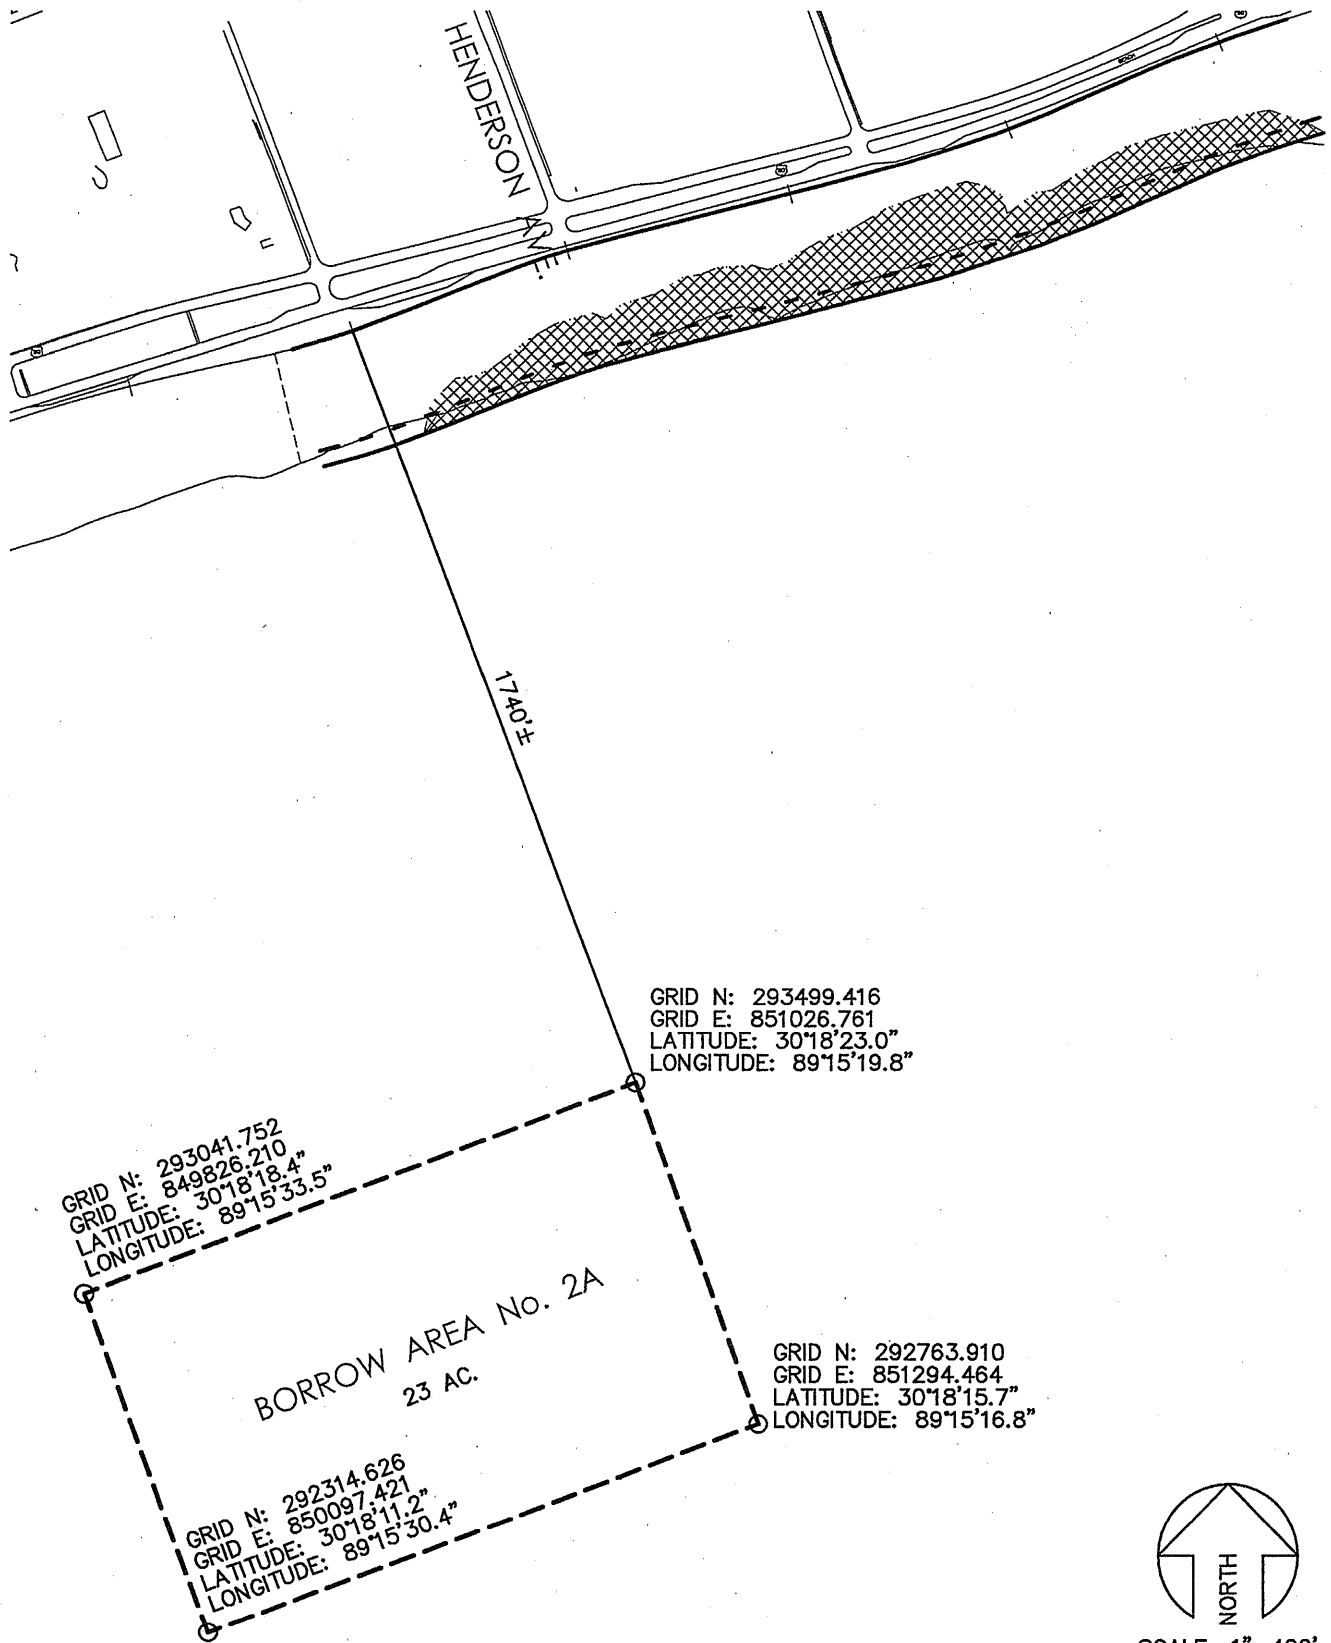 HENDERSON AVE.
90
90
90
1740'±
GRID N: 293499.416
GRID E: 851026.761
LATITUDE: 30°18'23.0"
LONGITUDE: 89°15'19.8"
GRID N: 293041.752
GRID E: 849826.210
LATITUDE: 30°18'18.4"
LONGITUDE: 89°15'33.5"
BORROW AREA No. 2A
23 AC.
GRID N: 292763.910
GRID E: 851294.464
LATITUDE: 30°18'15.7"
LONGITUDE: 89°15'16.8"
GRID N: 292314.626
GRID E: 850097.421
LATITUDE: 30°18'11.2"
LONGITUDE: 89°15'30.4"
NORTH